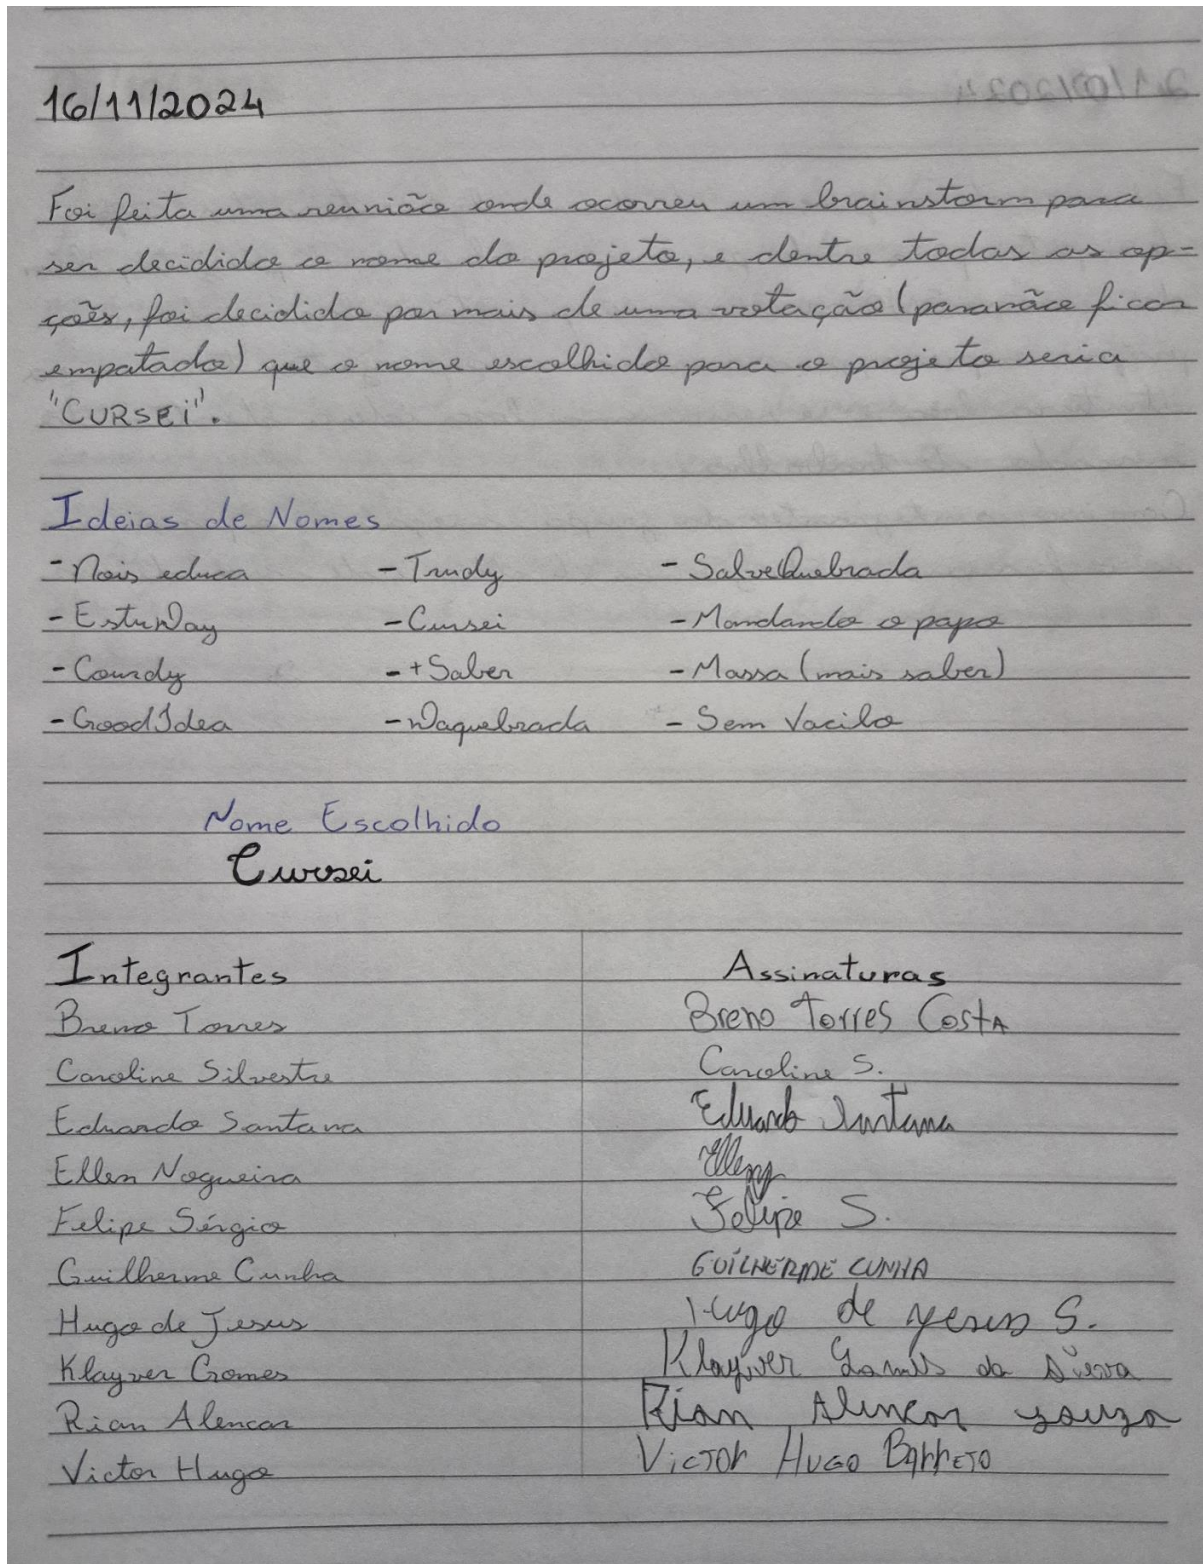 16/11/2024
Foi feita uma reunião onde ocorreu um brainstorm para
ser decidido o nome do projeto, e dentre todas as op-
ções, foi decidido por mais de uma votação (para não ficar
empatado) que o nome escolhido para o projeto seria
"CURSEi".
Ideias de Nomes
- Nois educa - Trudy - SalveQuebrada
- EstuDay - Cursei - Mandando o papo
- Courdy - +Saber - Massa (mais saber)
- GoodIdea - Daquebrada - Sem Vacilo
Nome Escolhido
Cursei
Integrantes Assinaturas
Breno Torres Breno Torres Costa
Caroline Silvestre Caroline S.
Eduardo Santana Eduardo Santana
Ellen Nogueira Ellen
Felipe Sérgio Felipe S.
Guilherme Cunha GUILHERME CUNHA
Hugo de Jesus Hugo de Jesus S.
Klayver Gomes Klayver Gomes da Silva
Rian Alencar Rian Alencar Souza
Victor Hugo Victor Hugo Barreto